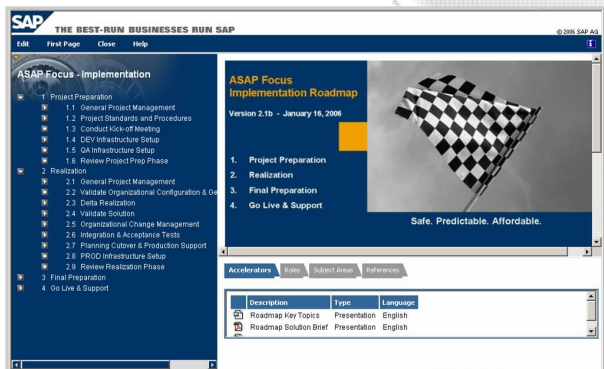 SAP
THE BEST-RUN BUSINESSES RUN SAP
© 2006 SAP AG
Edit First Page Close Help
ASAP Focus - Implementation
1 Project Preparation
1.1 General Project Management
1.2 Project Standards and Procedures
1.3 Conduct Kick-off Meeting
1.4 DEV Infrastructure Setup
1.5 QA Infrastructure Setup
1.6 Review Project Prep Phase
2 Realization
2.1 General Project Management
2.2 Validate Organizational Configuration & Ge
2.3 Delta Realization
2.4 Validate Solution
2.5 Organizational Change Management
2.6 Integration & Acceptance Tests
2.7 Planning Cutover & Production Support
2.8 PROD Infrastructure Setup
2.9 Review Realization Phase
3 Final Preparation
4 Go Live & Support
ASAP Focus
Implementation Roadmap
Version 2.1b • January 16, 2006
1. Project Preparation
2. Realization
3. Final Preparation
4. Go Live & Support
Safe. Predictable. Affordable.
Accelerators Roles Subject Areas References
Description Type Language
Roadmap Key Topics Presentation English
Roadmap Solution Brief Presentation English